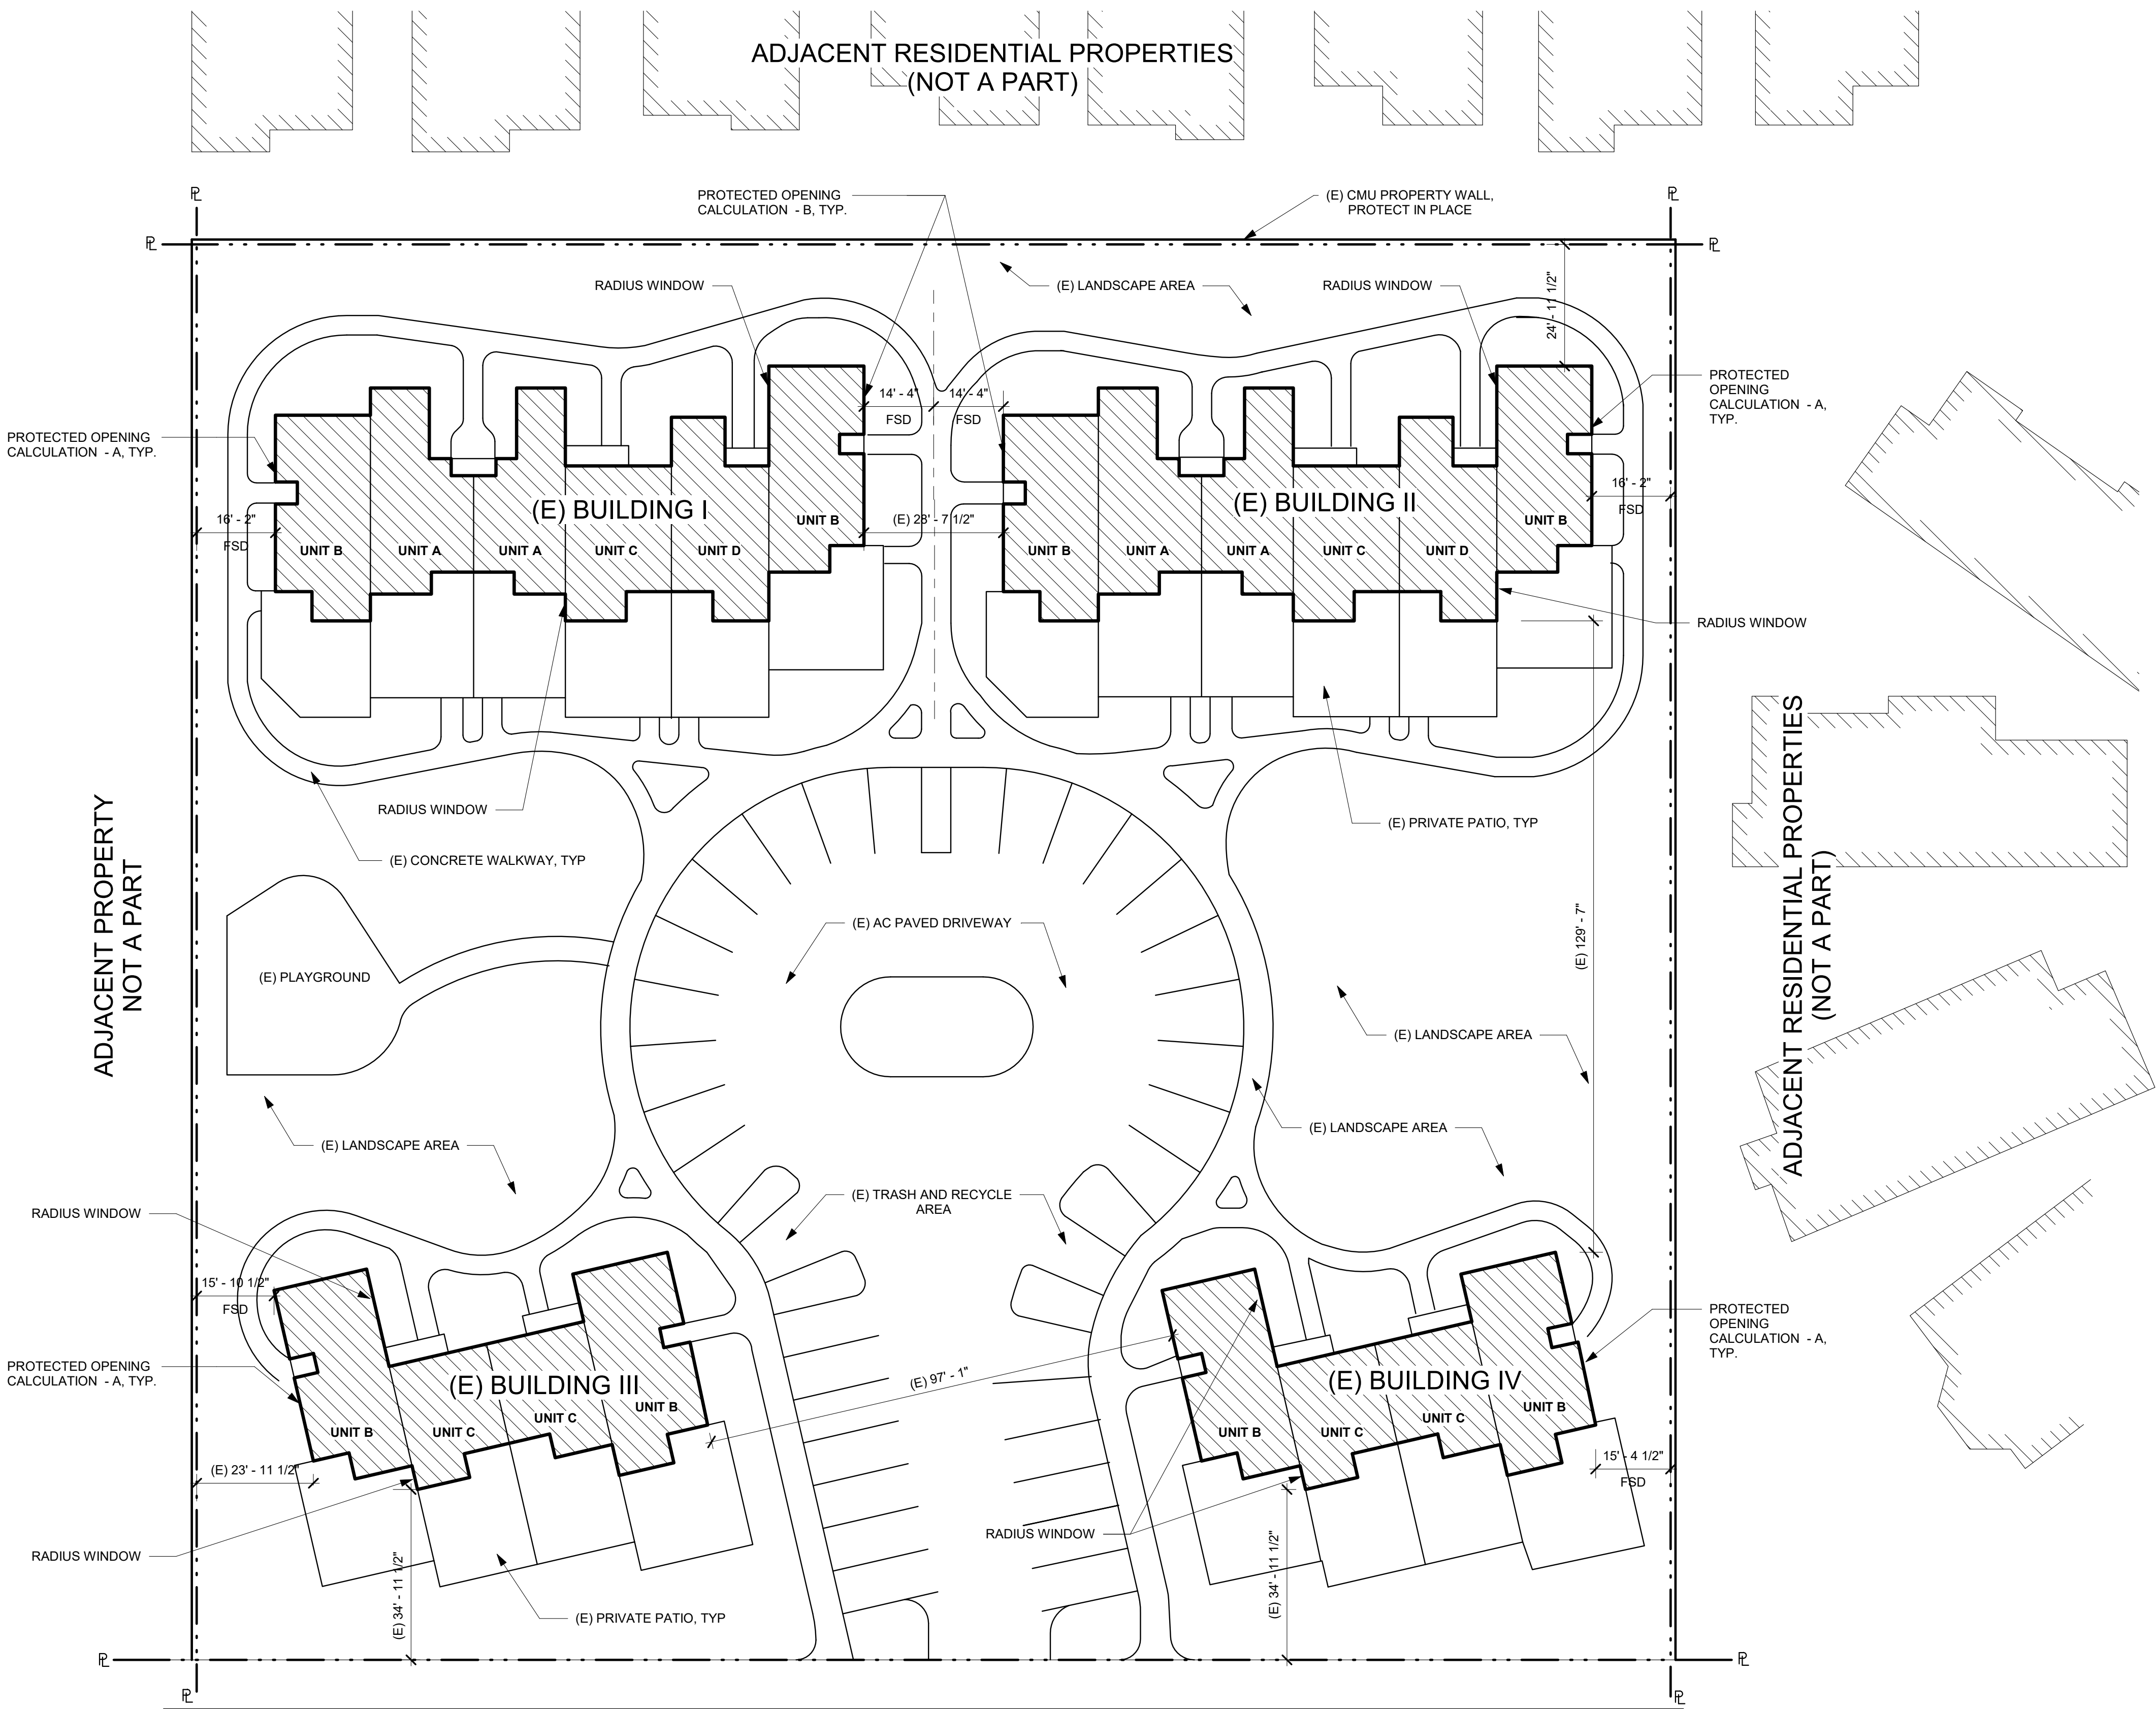 ADJACENT RESIDENTIAL PROPERTIES
(NOT A PART)
PROTECTED OPENING
CALCULATION - B, TYP.
(E) CMU PROPERTY WALL,
PROTECT IN PLACE
PL
PL
PL
PL
RADIUS WINDOW
(E) LANDSCAPE AREA
RADIUS WINDOW
24' - 11 1/2"
PROTECTED
OPENING
CALCULATION - A,
TYP.
14' - 4"
FSD
14' - 4"
FSD
PROTECTED OPENING
CALCULATION - A, TYP.
(E) BUILDING I
(E) BUILDING II
16' - 2"
FSD
(E) 28' - 7 1/2"
16' - 2"
FSD
UNIT B
UNIT A
UNIT A
UNIT C
UNIT D
UNIT B
UNIT B
UNIT A
UNIT A
UNIT C
UNIT D
UNIT B
RADIUS WINDOW
RADIUS WINDOW
(E) PRIVATE PATIO, TYP
(E) CONCRETE WALKWAY, TYP
ADJACENT PROPERTY
NOT A PART
ADJACENT RESIDENTIAL PROPERTIES
(NOT A PART)
(E) AC PAVED DRIVEWAY
(E) 129' - 7"
(E) PLAYGROUND
(E) LANDSCAPE AREA
(E) LANDSCAPE AREA
(E) LANDSCAPE AREA
(E) TRASH AND RECYCLE
AREA
RADIUS WINDOW
15' - 10 1/2"
FSD
PROTECTED
OPENING
CALCULATION - A,
TYP.
PROTECTED OPENING
CALCULATION - A, TYP.
(E) BUILDING III
(E) 97' - 1"
(E) BUILDING IV
UNIT B
UNIT C
UNIT C
UNIT B
UNIT B
UNIT C
UNIT C
UNIT B
(E) 23' - 11 1/2"
15' - 4 1/2"
FSD
RADIUS WINDOW
RADIUS WINDOW
(E) 34' - 11 1/2"
(E) 34' - 11 1/2"
(E) PRIVATE PATIO, TYP
PL
PL
PL
PL